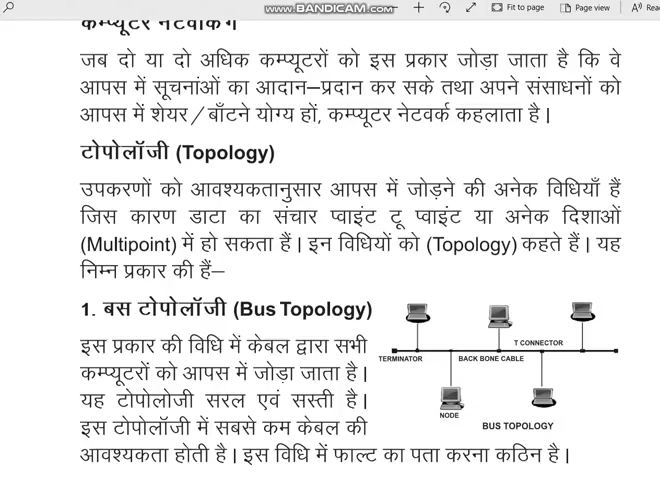 www.BANDICAM.com
Fit to page
Page view
कम्प्यूटर नेटवर्किंग
जब दो या दो अधिक कम्प्यूटरों को इस प्रकार जोड़ा जाता है कि वे
आपस में सूचनांओं का आदान–प्रदान कर सके तथा अपने संसाधनों को
आपस में शेयर / बाँटने योग्य हों, कम्प्यूटर नेटवर्क कहलाता है।
टोपोलॉजी (Topology)
उपकरणों को आवश्यकतानुसार आपस में जोड़ने की अनेक विधियाँ हैं
जिस कारण डाटा का संचार प्वाइंट टू प्वाइंट या अनेक दिशाओं
(Multipoint) में हो सकता हैं। इन विधियों को (Topology) कहते हैं। यह
निम्न प्रकार की हैं–
1. बस टोपोलॉजी (Bus Topology)
इस प्रकार की विधि में केबल द्वारा सभी
कम्प्यूटरों को आपस में जोड़ा जाता है।
यह टोपोलोजी सरल एवं सस्ती है।
इस टोपोलॉजी में सबसे कम केबल की
आवश्यकता होती है। इस विधि में फाल्ट का पता करना कठिन है।
T CONNECTOR
TERMINATOR
BACK BONE CABLE
NODE
BUS TOPOLOGY